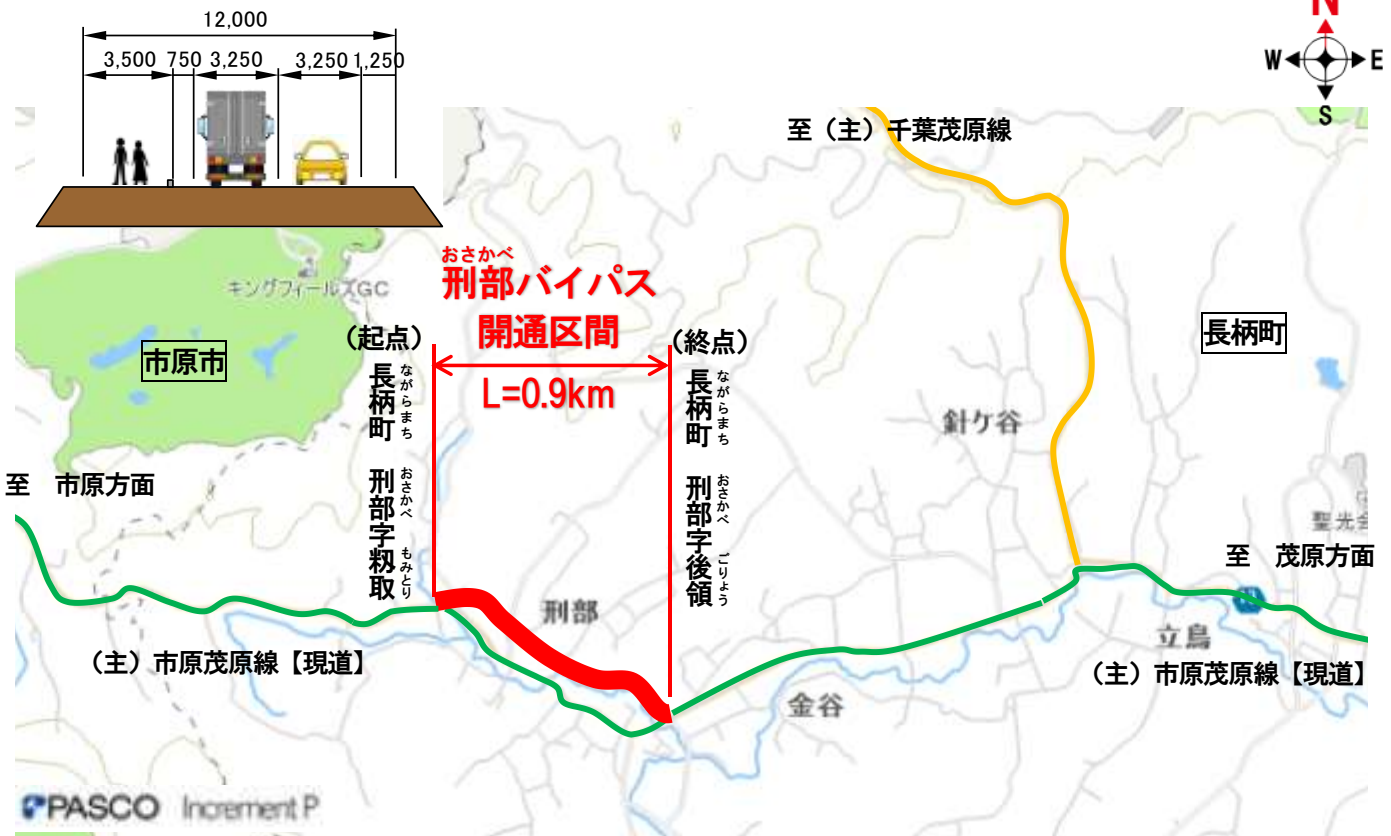 12,000
3,500 750 3,250 3,250 1,250
N
W E
S
至（主）千葉茂原線
キングフィールズGC
おさかべ
刑部バイパス
開通区間
L=0.9km
（起点）
長柄町 ながらまち
刑部字籾取 おさかべ もみとり
（終点）
長柄町 ながらまち
刑部字後領 おさかべ ごりょう
市原市
長柄町
針ケ谷
至　市原方面
聖光会
至　茂原方面
刑部
立鳥
（主）市原茂原線【現道】
（主）市原茂原線【現道】
金谷
PASCO Increment P